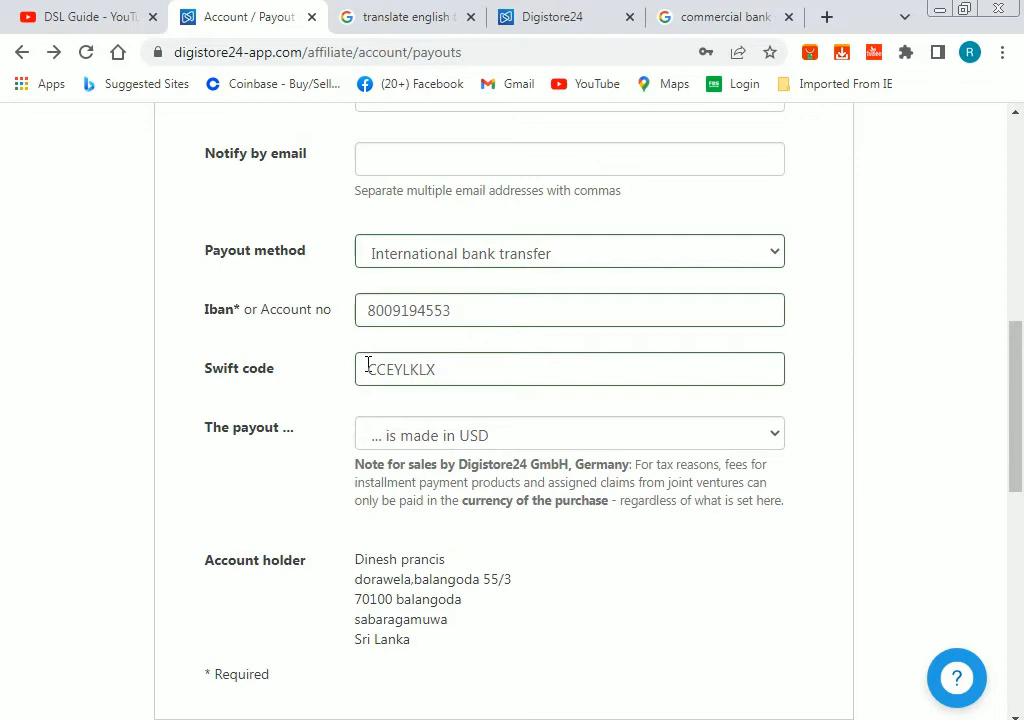 DSL Guide - YouTu
Account / Payout
translate english t
Digistore24
commercial bank
digistore24-app.com/affiliate/account/payouts
R
Apps
Suggested Sites
Coinbase - Buy/Sell...
(20+) Facebook
Gmail
YouTube
Maps
Login
Imported From IE
Notify by email
Separate multiple email addresses with commas
Payout method
International bank transfer
Iban* or Account no
8009194553
Swift code
CCEYLKLX
The payout ...
... is made in USD
Note for sales by Digistore24 GmbH, Germany: For tax reasons, fees for
installment payment products and assigned claims from joint ventures can
only be paid in the currency of the purchase - regardless of what is set here.
Account holder
Dinesh prancis
dorawela,balangoda 55/3
70100 balangoda
sabaragamuwa
Sri Lanka
* Required
?